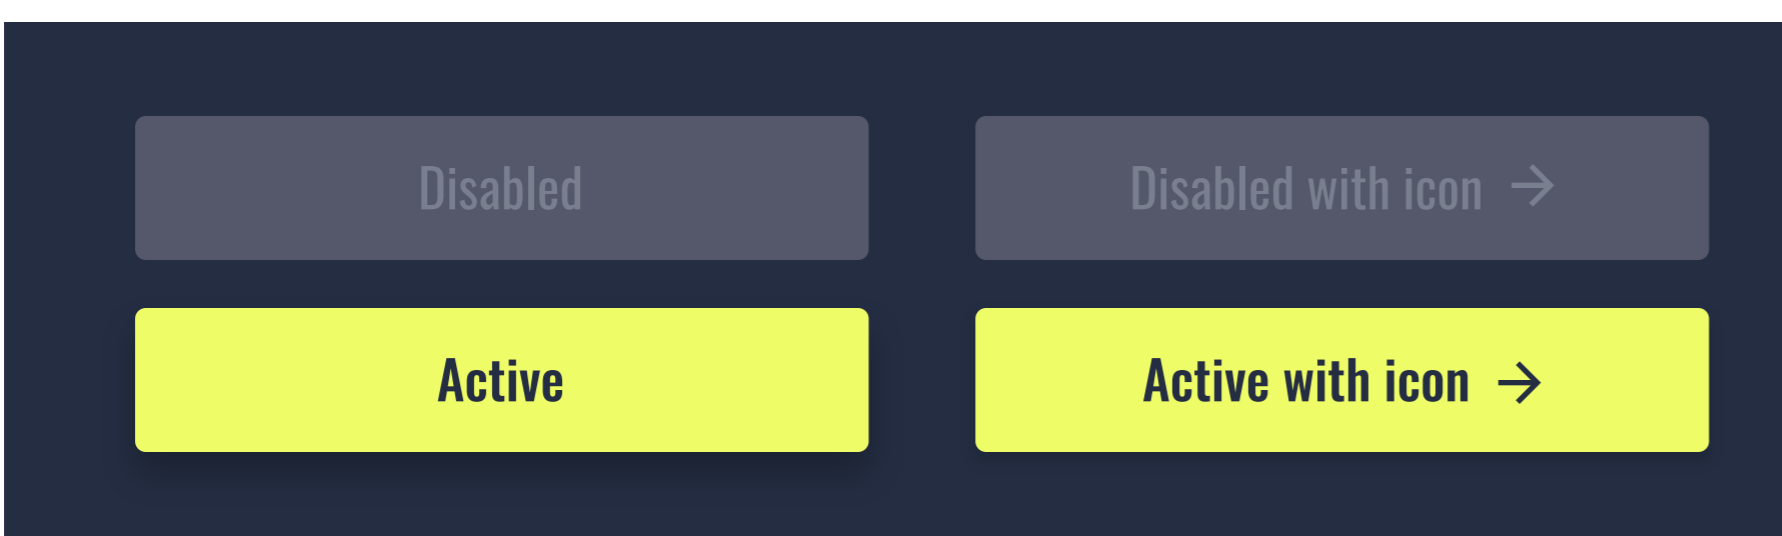 Disabled
Disabled with icon
Active
Active with icon